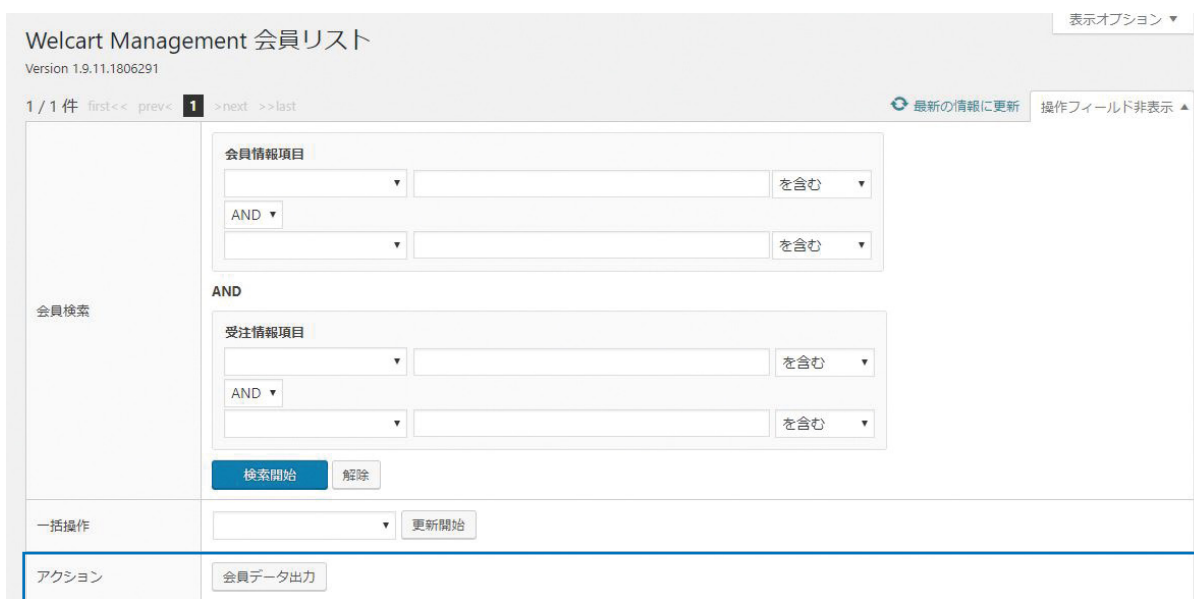 表示オプション ▼
Welcart Management 会員リスト
Version 1.9.11.1806291
1 / 1 件 first<< prev< 1 >next >>last
最新の情報に更新 操作フィールド非表示 ▲
会員検索
会員情報項目
を含む
AND
を含む
AND
受注情報項目
を含む
AND
を含む
検索開始 解除
一括操作 更新開始
アクション 会員データ出力